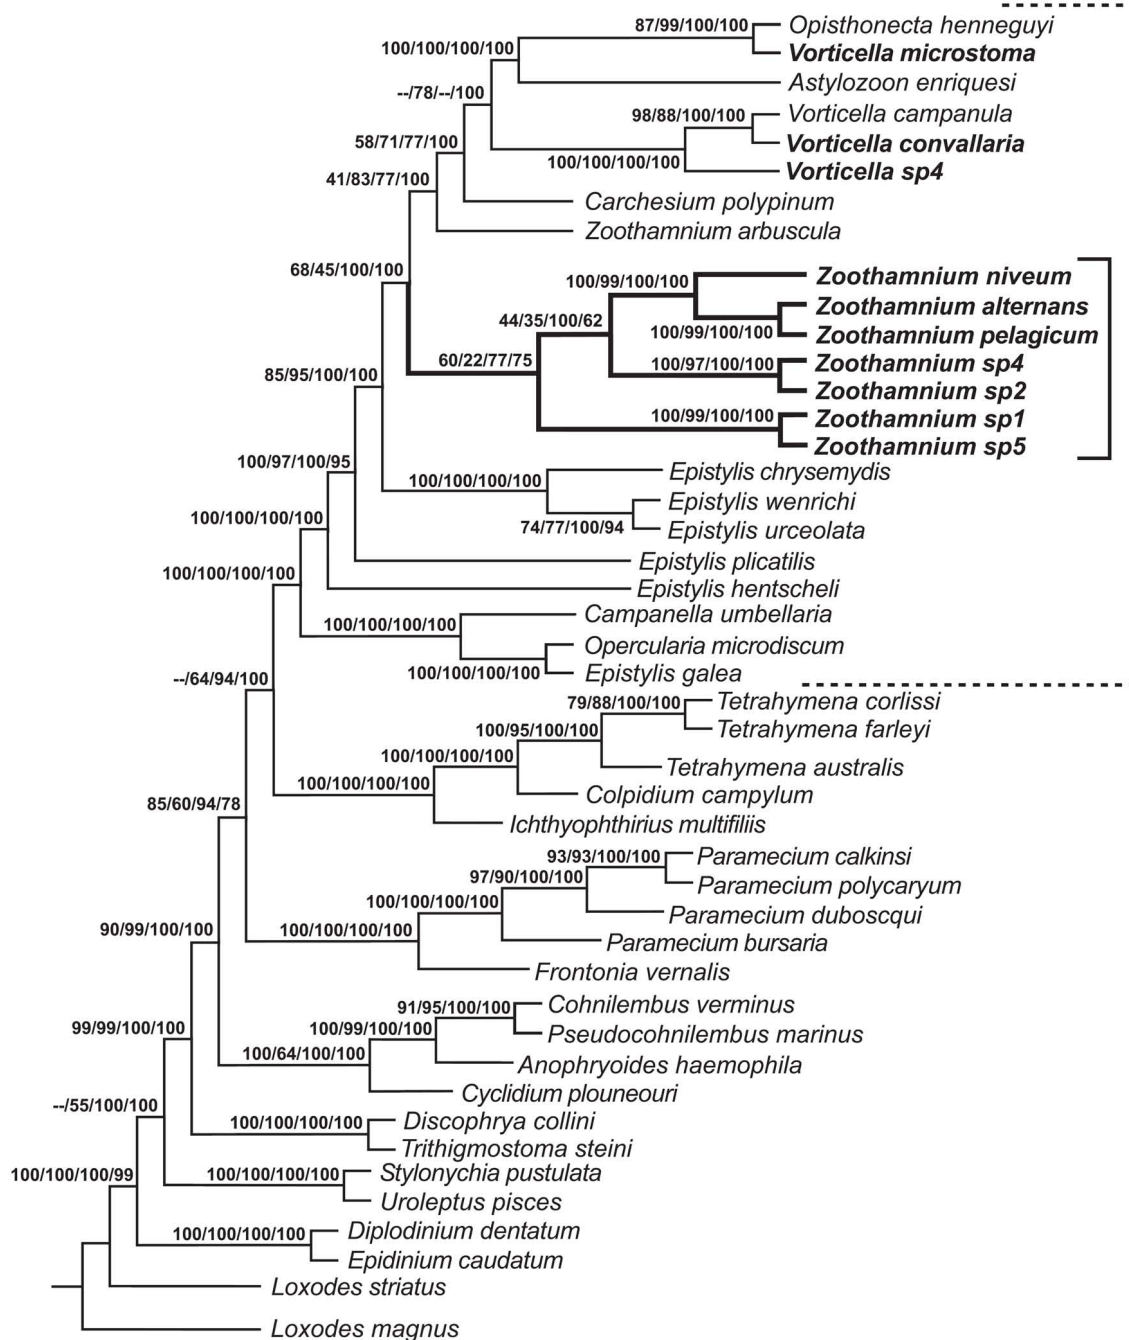 87/99/100/100 Opisthonecta henneguyi
100/100/100/100 Vorticella microstoma
Astylozoon enriquesi
--/78/--/100
98/88/100/100 Vorticella campanula
58/71/77/100 Vorticella convallaria
100/100/100/100 Vorticella sp4
41/83/77/100
Carchesium polypinum
Zoothamnium arbuscula
68/45/100/100
100/99/100/100 Zoothamnium niveum
Zoothamnium alternans
44/35/100/62
100/99/100/100 Zoothamnium pelagicum
60/22/77/75 100/97/100/100 Zoothamnium sp4
85/95/100/100
Zoothamnium sp2
100/99/100/100 Zoothamnium sp1
Zoothamnium sp5
100/97/100/95
100/100/100/100 Epistylis chrysemydis
Epistylis wenrichi
100/100/100/100
74/77/100/94 Epistylis urceolata
Epistylis plicatilis
100/100/100/100
Epistylis hentscheli
100/100/100/100 Campanella umbellaria
Opercularia microdiscum
100/100/100/100 Epistylis galea
--/64/94/100
79/88/100/100 Tetrahymena corlissi
100/95/100/100 Tetrahymena farleyi
100/100/100/100 Tetrahymena australis
100/100/100/100 Colpidium campylum
85/60/94/78
Ichthyophthirius multifiliis
93/93/100/100 Paramecium calkinsi
97/90/100/100 Paramecium polycaryum
100/100/100/100 Paramecium duboscqui
90/99/100/100 100/100/100/100 Paramecium bursaria
Frontonia vernalis
91/95/100/100 Cohnilembus verminus
99/99/100/100 100/99/100/100 Pseudocohnilembus marinus
100/64/100/100 Anophryoides haemophila
Cyclidium plouneouri
--/55/100/100
100/100/100/100 Discophrya collini
Trithigmostoma steini
100/100/100/99 100/100/100/100 Stylonychia pustulata
Uroleptus pisces
100/100/100/100 Diplodinium dentatum
Epidinium caudatum
Loxodes striatus
Loxodes magnus